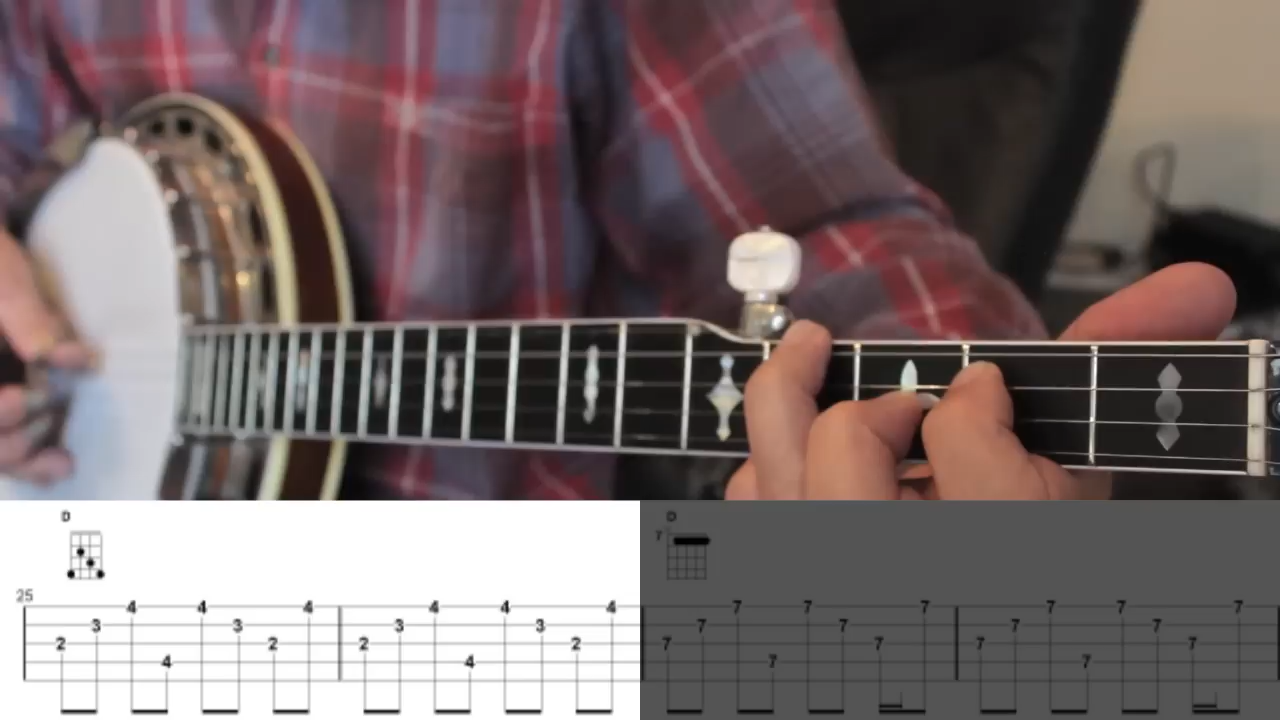 D D
7
25
4 4 4 4 4 4 7 7 7 7 7 7
3 3 3 3 7 7 7 7
2 2 2 2 7 7 7 7
4 4 7 7